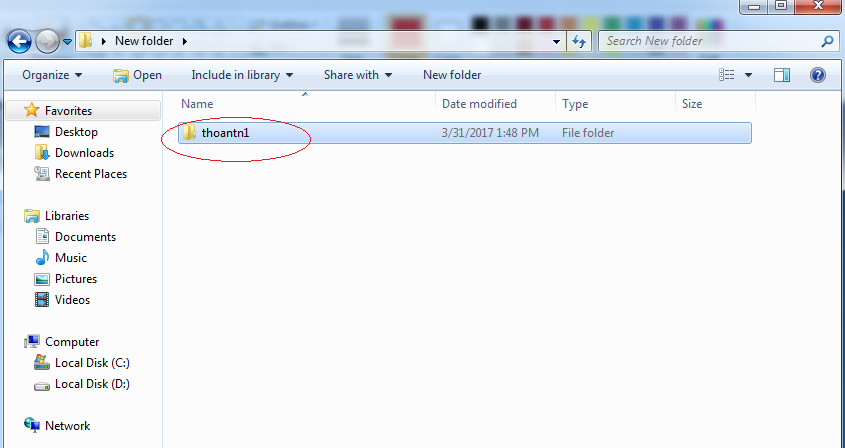 New folder
Search New folder
Organize Open Include in library Share with New folder
Name Date modified Type Size
thoantn1 3/31/2017 1:48 PM File folder
Favorites
Desktop
Downloads
Recent Places
Libraries
Documents
Music
Pictures
Videos
Computer
Local Disk (C:)
Local Disk (D:)
Network